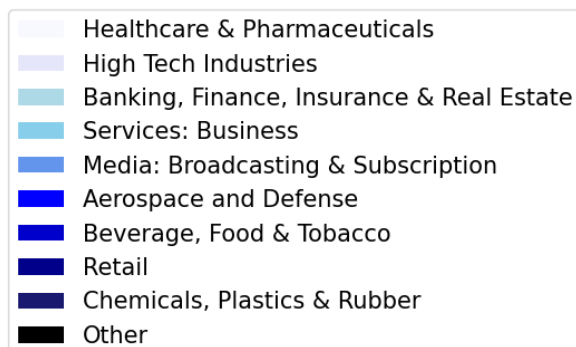 Healthcare & Pharmaceuticals
High Tech Industries
Banking, Finance, Insurance & Real Estate
Services: Business
Media: Broadcasting & Subscription
Aerospace and Defense
Beverage, Food & Tobacco
Retail
Chemicals, Plastics & Rubber
Other